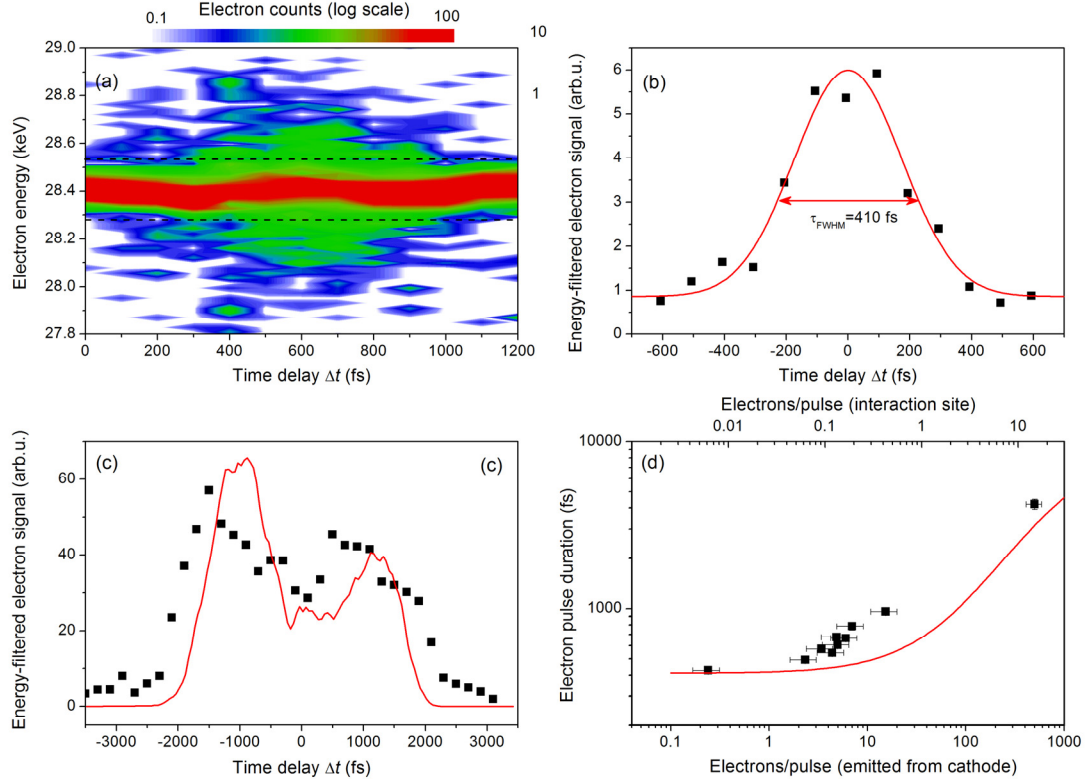 Electron counts (log scale)
0.1 100 10
1
(a)
29.0
28.8
28.6
28.4
28.2
28.0
27.8
Electron energy (keV)
0 200 400 600 800 1000 1200
Time delay Δt (fs)
(b)
6
5
4
3
2
1
0
Energy-filtered electron signal (arb.u.)
τFWHM=410 fs
-600 -400 -200 0 200 400 600
Time delay Δt (fs)
(c) (c)
60
40
20
0
Energy-filtered electron signal (arb.u.)
-3000 -2000 -1000 0 1000 2000 3000
Time delay Δt (fs)
Electrons/pulse (interaction site)
0.01 0.1 1 10
(d)
10000
1000
Electron pulse duration (fs)
0.1 1 10 100 1000
Electrons/pulse (emitted from cathode)